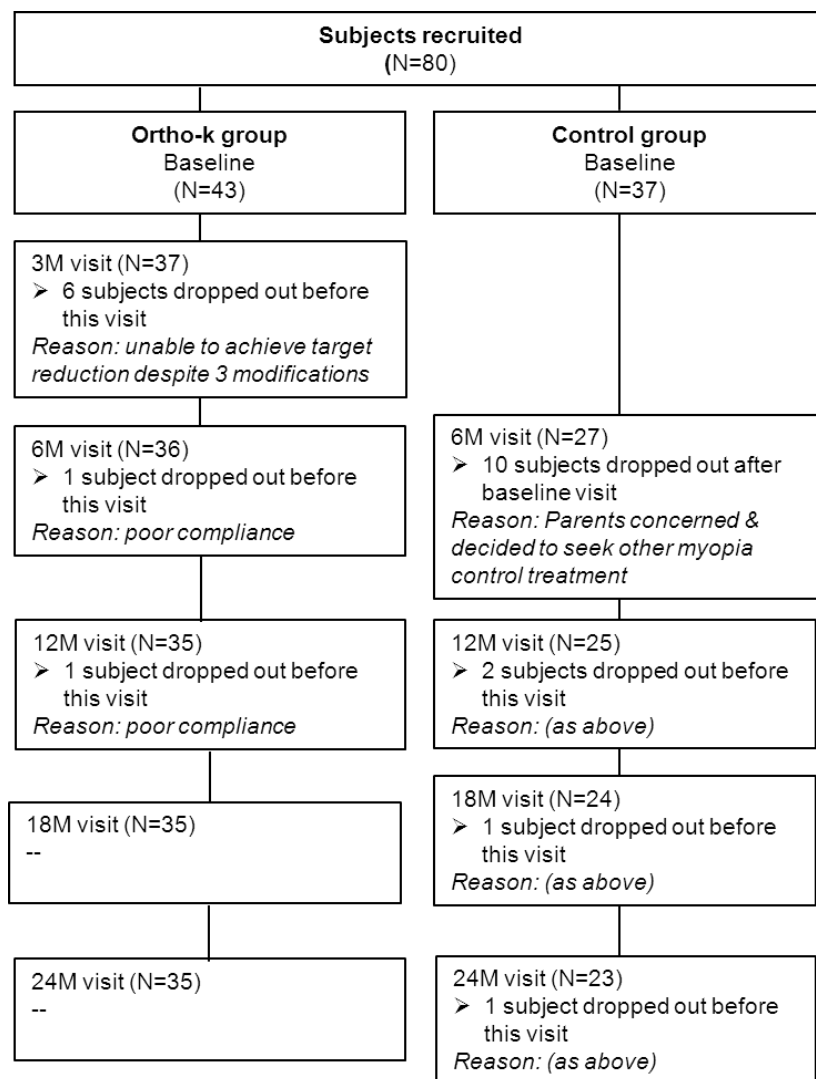 Subjects recruited
(N=80)
Ortho-k group
Baseline
(N=43)
Control group
Baseline
(N=37)
3M visit (N=37)
➤ 6 subjects dropped out before
this visit
Reason: unable to achieve target
reduction despite 3 modifications
6M visit (N=36)
➤ 1 subject dropped out before
this visit
Reason: poor compliance
6M visit (N=27)
➤ 10 subjects dropped out after
baseline visit
Reason: Parents concerned &
decided to seek other myopia
control treatment
12M visit (N=35)
➤ 1 subject dropped out before
this visit
Reason: poor compliance
12M visit (N=25)
➤ 2 subjects dropped out before
this visit
Reason: (as above)
18M visit (N=35)
--
18M visit (N=24)
➤ 1 subject dropped out before
this visit
Reason: (as above)
24M visit (N=35)
--
24M visit (N=23)
➤ 1 subject dropped out before
this visit
Reason: (as above)